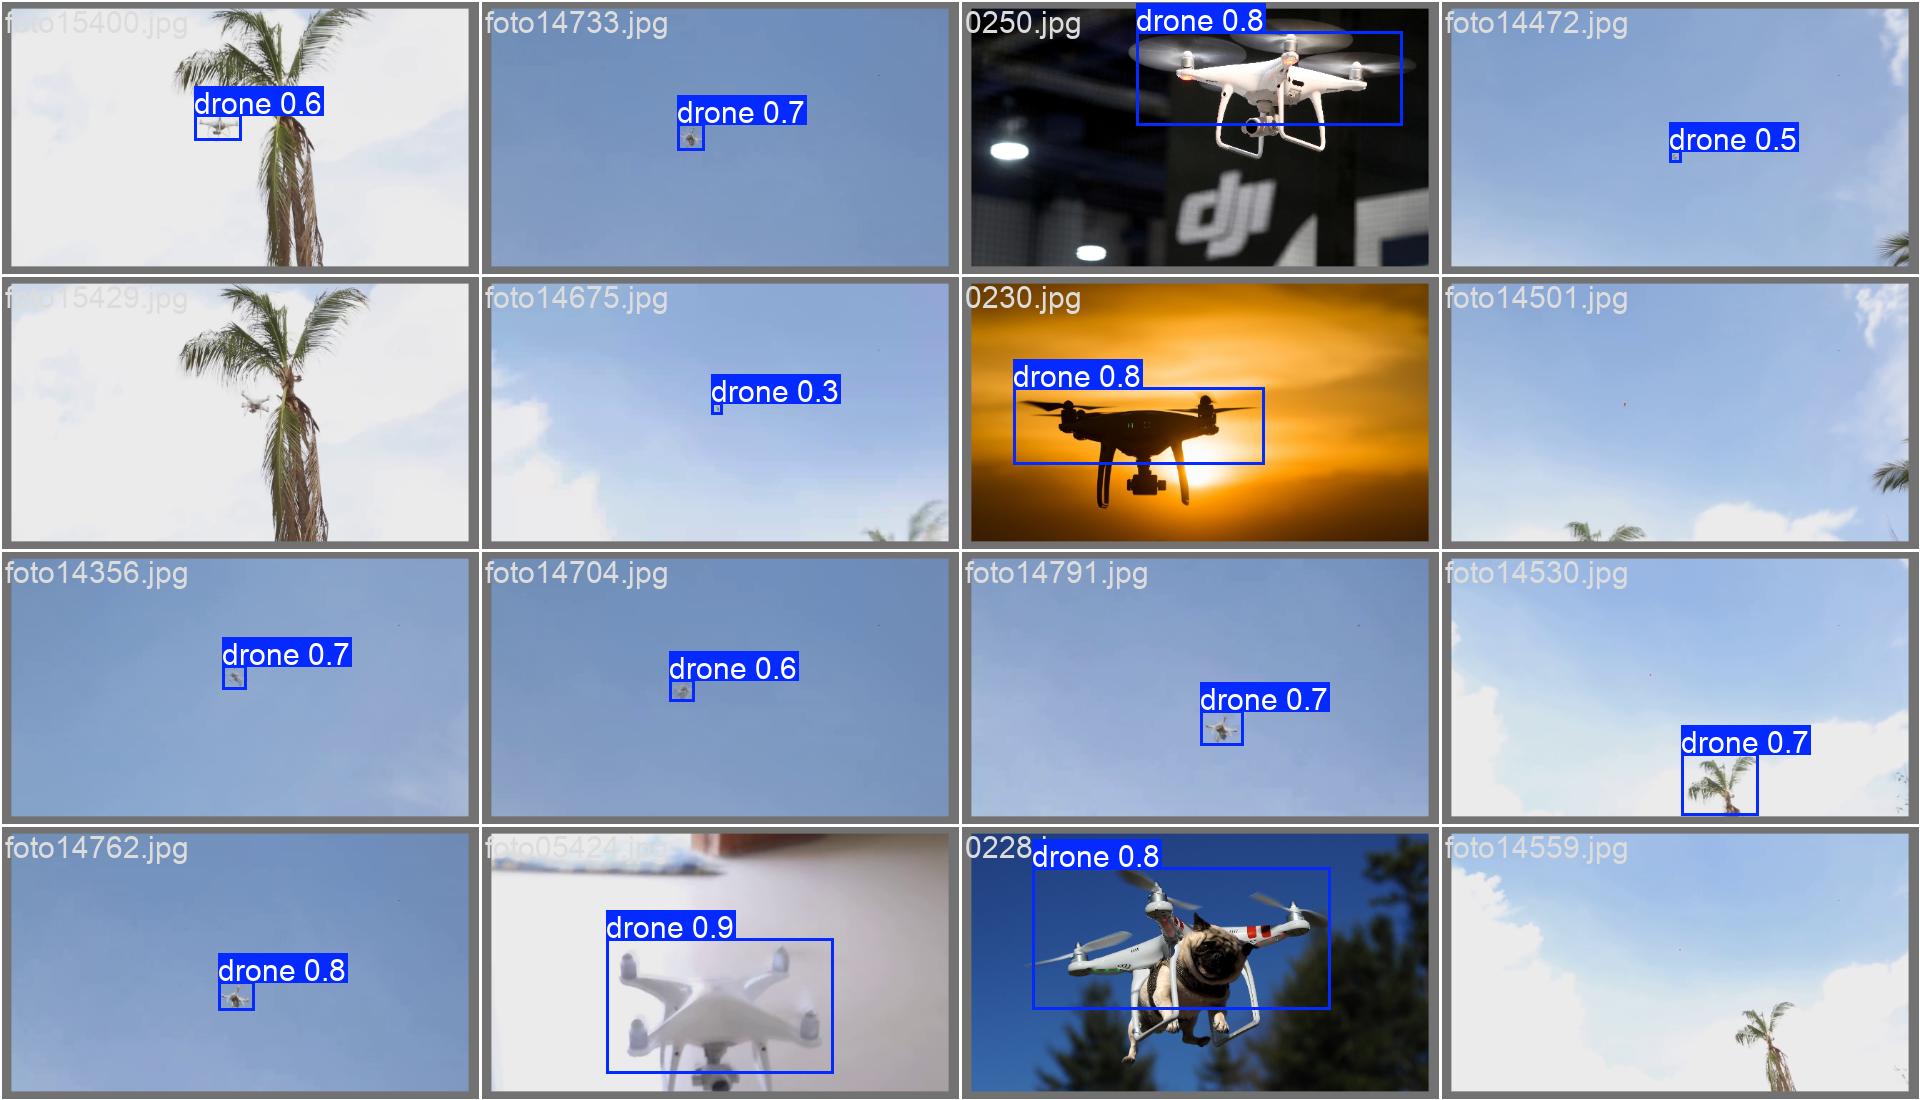 foto15400.jpg
drone 0.6
foto14733.jpg
drone 0.7
0250.jpg
drone 0.8
dji
foto14472.jpg
drone 0.5
foto15429.jpg
foto14675.jpg
drone 0.3
0230.jpg
drone 0.8
foto14501.jpg
foto14356.jpg
drone 0.7
foto14704.jpg
drone 0.6
foto14791.jpg
drone 0.7
foto14530.jpg
drone 0.7
foto14762.jpg
drone 0.8
foto05424.jpg
drone 0.9
0228
drone 0.8
foto14559.jpg